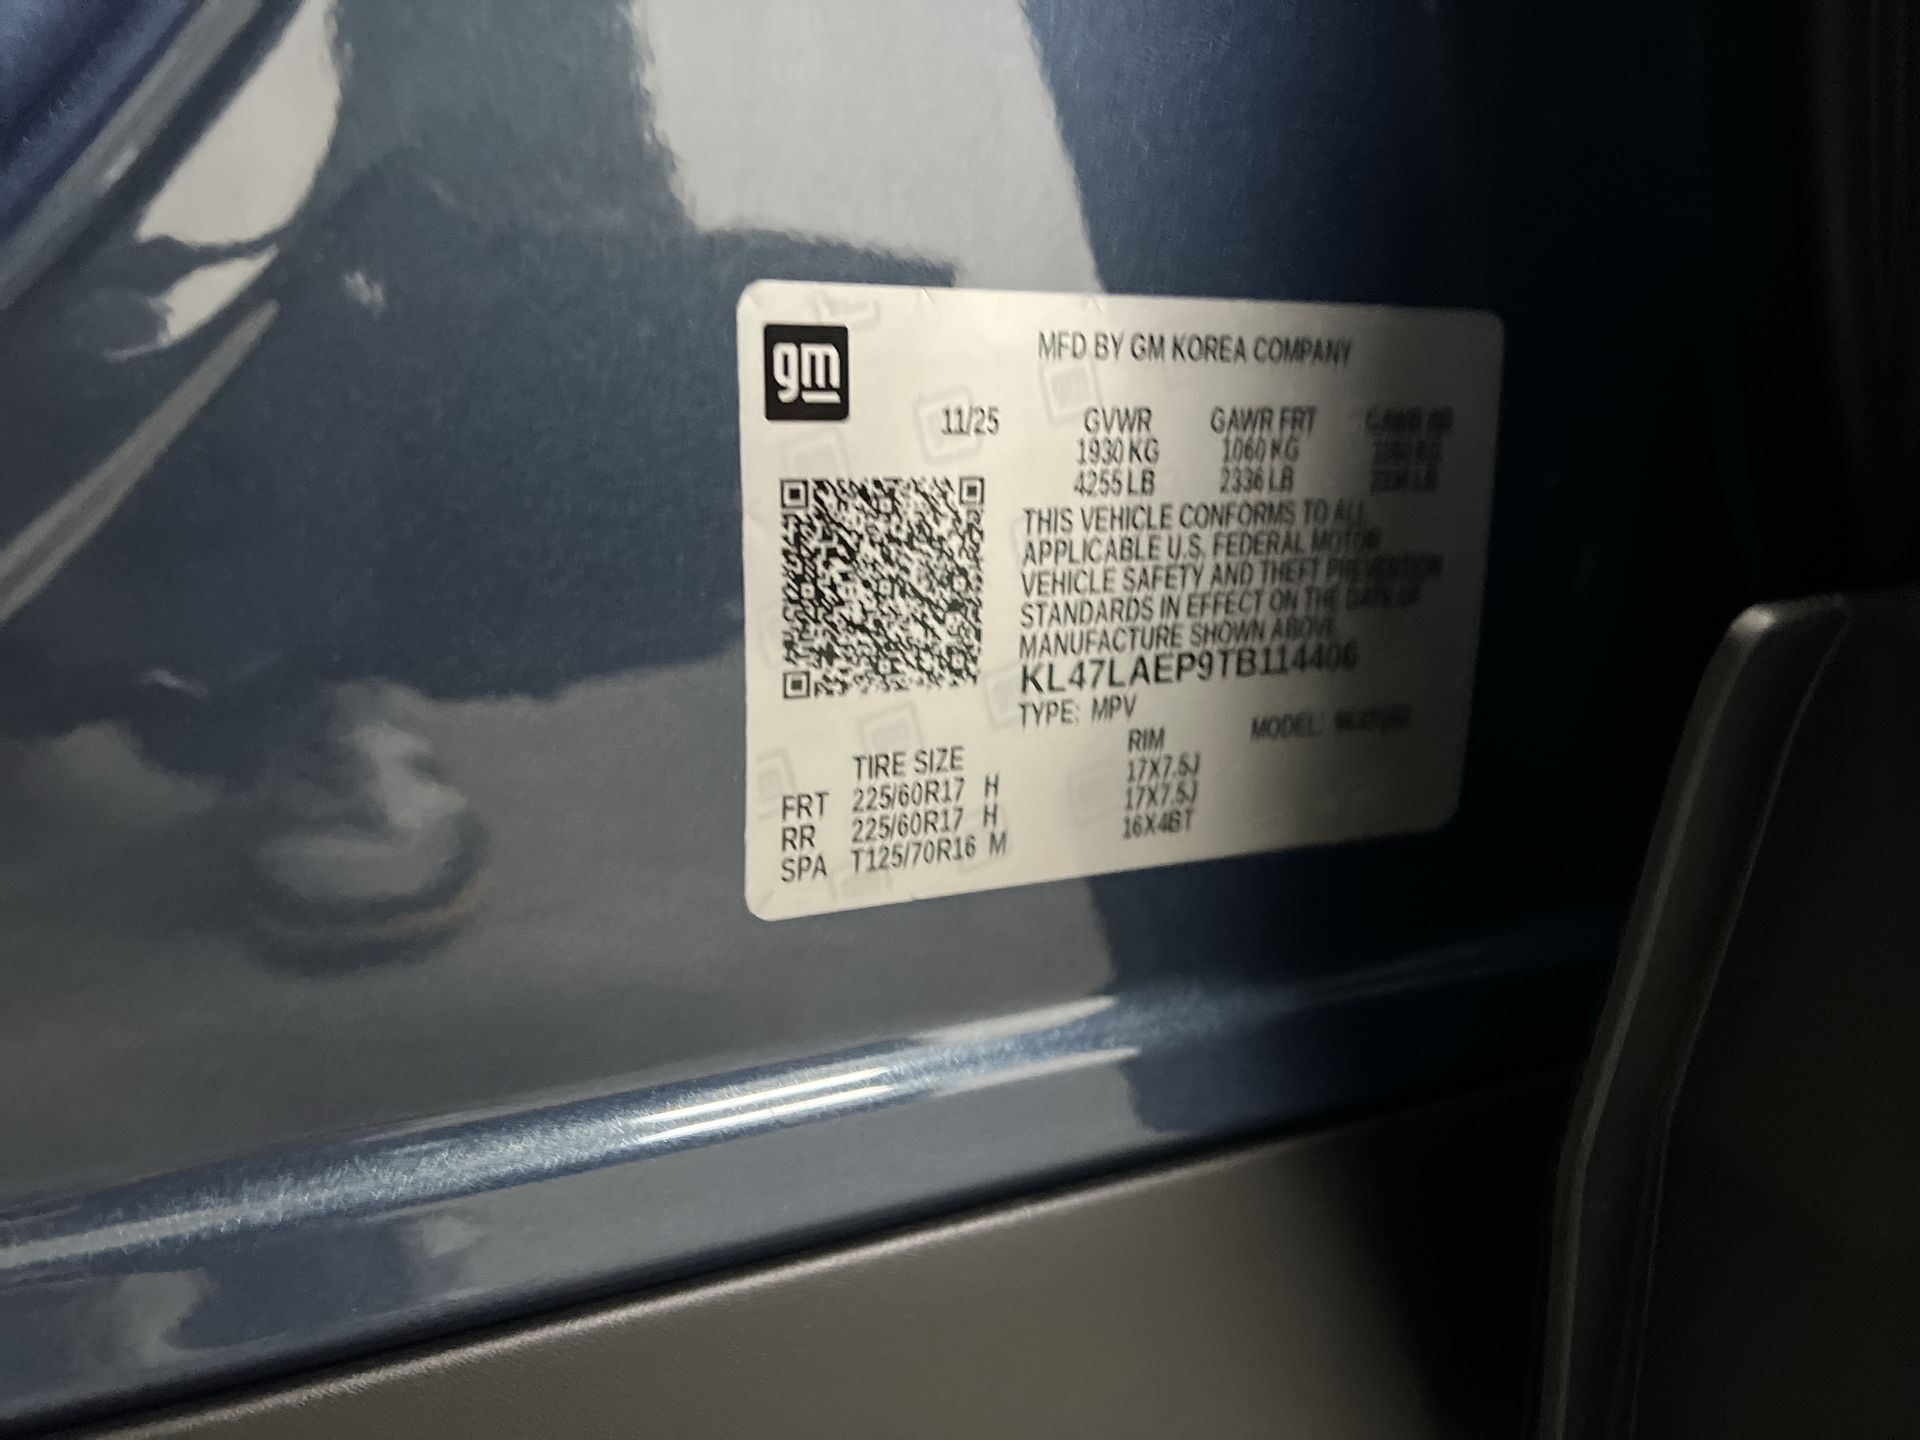 gm
MFD BY GM KOREA COMPANY
11/25 GVWR GAWR FRT GAWR RR
1930 KG 1060 KG
4255 LB 2336 LB
THIS VEHICLE CONFORMS TO ALL
APPLICABLE U.S. FEDERAL MOTOR
VEHICLE SAFETY AND THEFT PREVENTION
STANDARDS IN EFFECT ON THE DATE OF
MANUFACTURE SHOWN ABOVE.
KL47LAEP9TB114406
TYPE: MPV MODEL:
TIRE SIZE RIM
FRT 225/60R17 H 17X7.5J
RR 225/60R17 H 17X7.5J
SPA T125/70R16 M 16X4BT